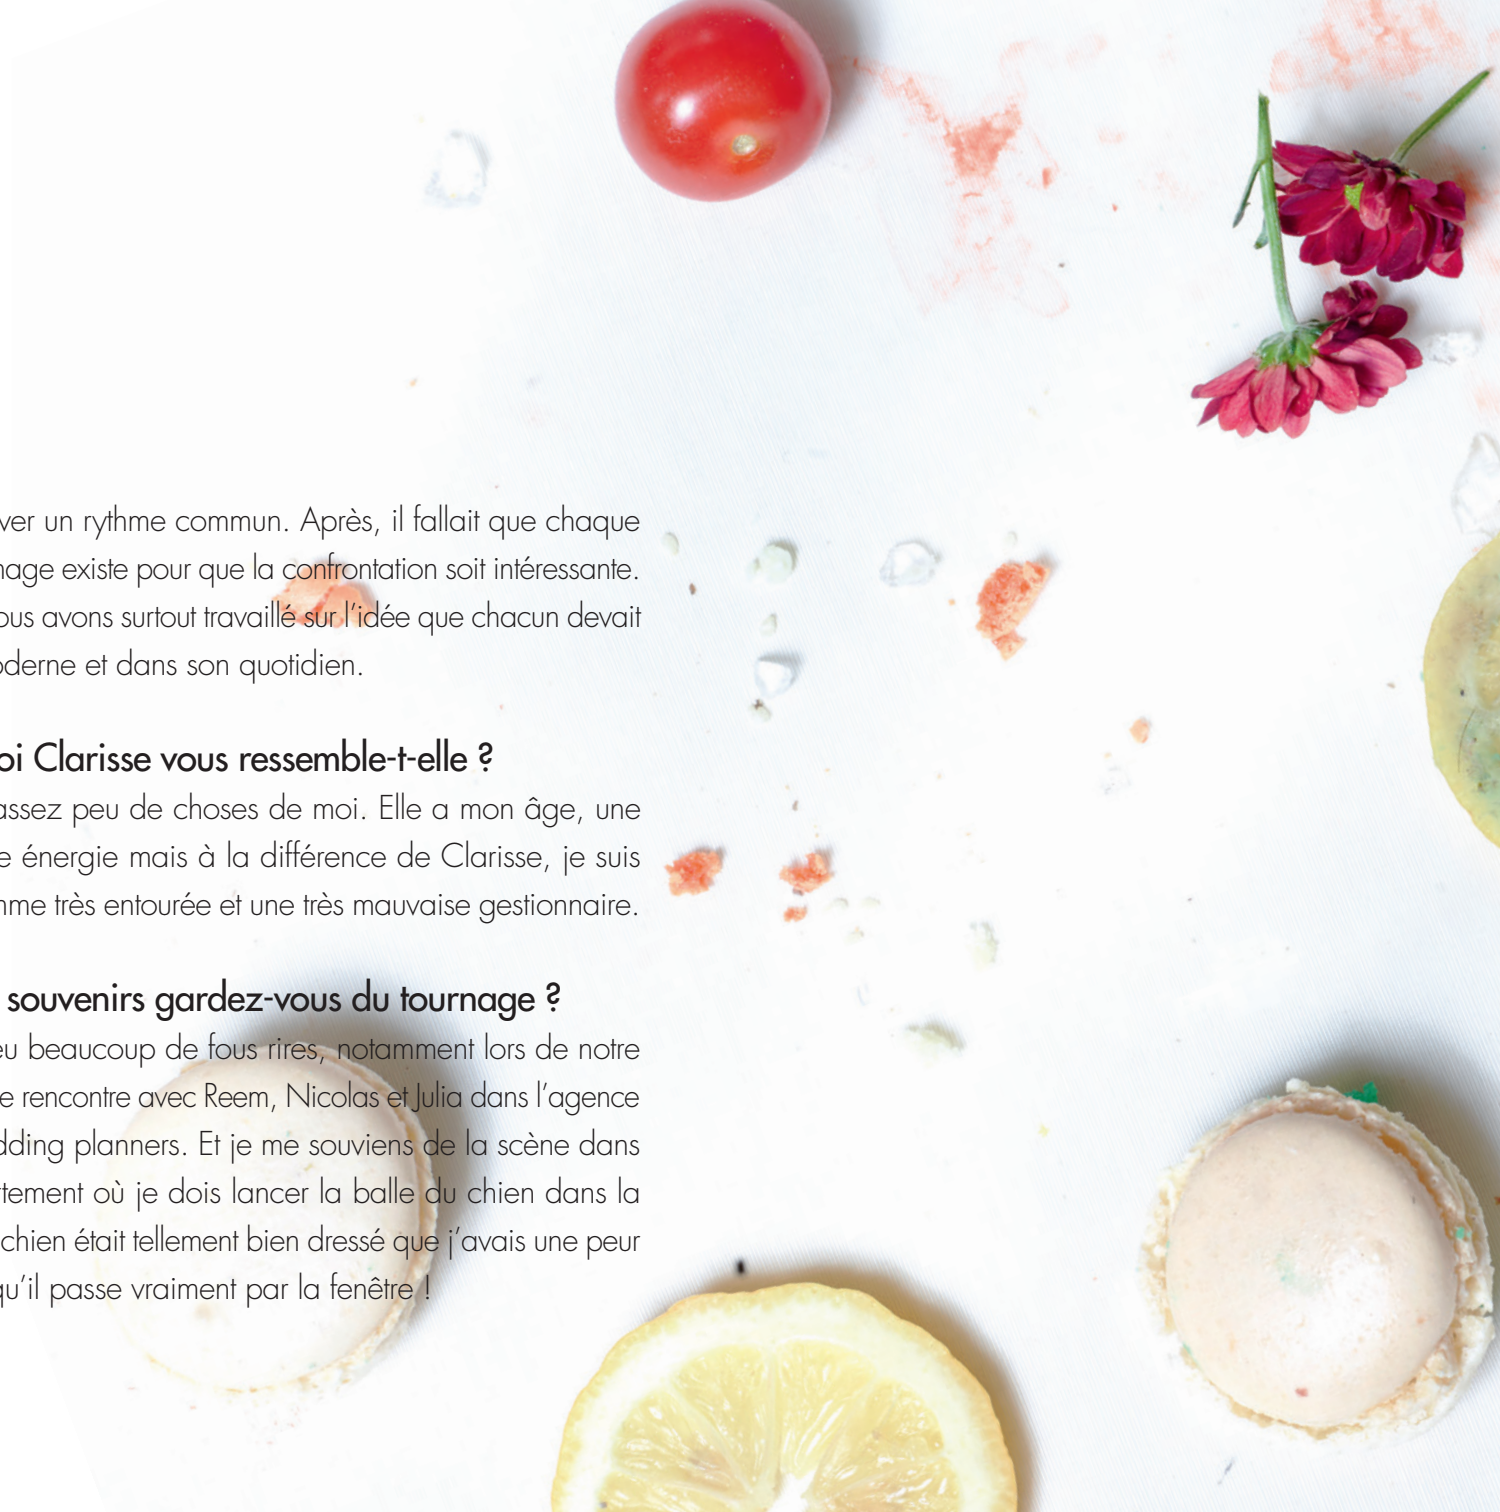 ver un rythme commun. Après, il fallait que chaque
nage existe pour que la confrontation soit intéressante.
ous avons surtout travaillé sur l’idée que chacun devait
oderne et dans son quotidien.
oi Clarisse vous ressemble-t-elle ?
assez peu de choses de moi. Elle a mon âge, une
e énergie mais à la différence de Clarisse, je suis
mme très entourée et une très mauvaise gestionnaire.
souvenirs gardez-vous du tournage ?
eu beaucoup de fous rires, notamment lors de notre
e rencontre avec Reem, Nicolas et Julia dans l’agence
dding planners. Et je me souviens de la scène dans
tement où je dois lancer la balle du chien dans la
chien était tellement bien dressé que j’avais une peur
qu’il passe vraiment par la fenêtre !